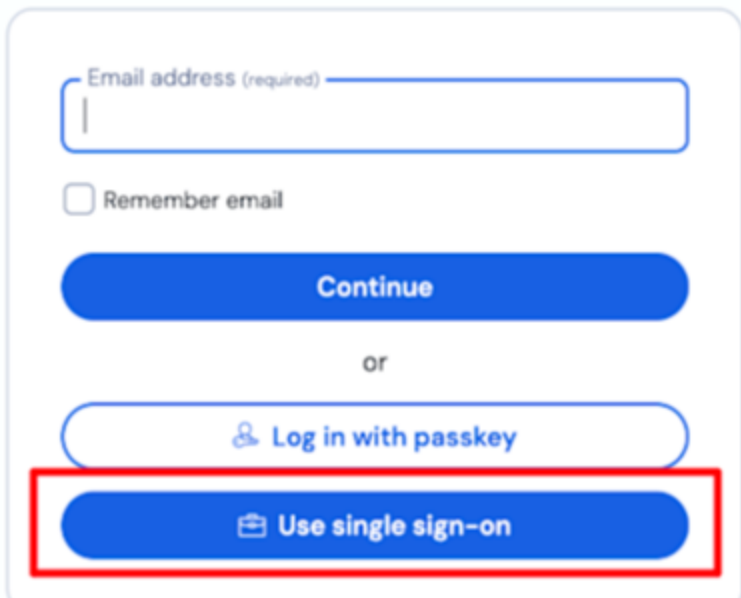 Email address (required)
Remember email
Continue
or
Log in with passkey
Use single sign-on